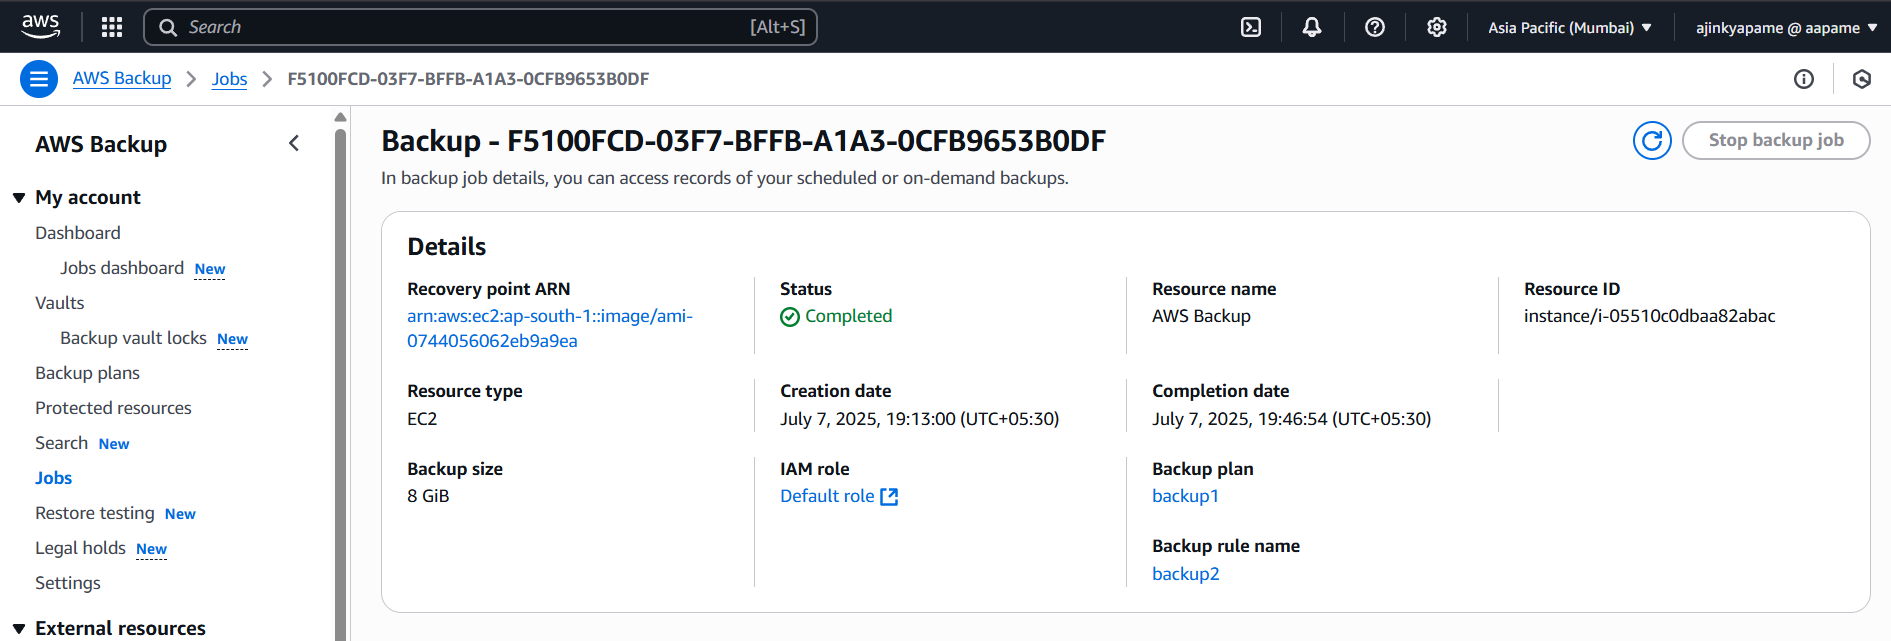 aws
Search [Alt+S]
Asia Pacific (Mumbai)
ajinkyapame @ aapame
AWS Backup
Jobs
F5100FCD-03F7-BFFB-A1A3-0CFB9653B0DF
AWS Backup
My account
Dashboard
Jobs dashboard New
Vaults
Backup vault locks New
Backup plans
Protected resources
Search New
Jobs
Restore testing New
Legal holds New
Settings
External resources
Backup - F5100FCD-03F7-BFFB-A1A3-0CFB9653B0DF
Stop backup job
In backup job details, you can access records of your scheduled or on-demand backups.
Details
Recovery point ARN
arn:aws:ec2:ap-south-1::image/ami-
0744056062eb9a9ea
Status
Completed
Resource name
AWS Backup
Resource ID
instance/i-05510c0dbaa82abac
Resource type
EC2
Creation date
July 7, 2025, 19:13:00 (UTC+05:30)
Completion date
July 7, 2025, 19:46:54 (UTC+05:30)
Backup size
8 GiB
IAM role
Default role
Backup plan
backup1
Backup rule name
backup2